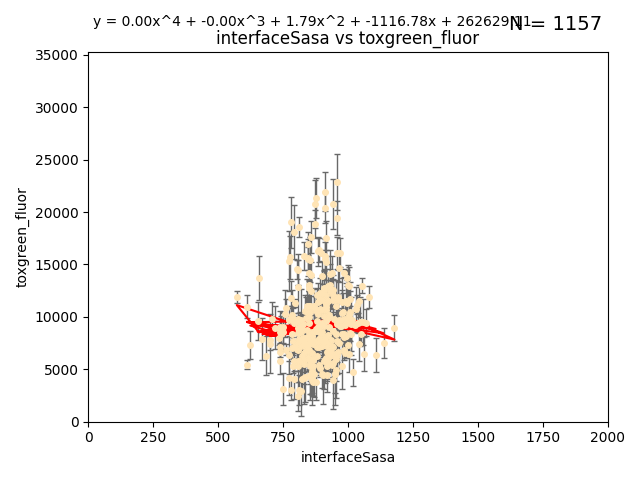 y = 0.00x^4 + -0.00x^3 + 1.79x^2 + -1116.78x + 262629
N = 1157
interfaceSasa vs toxgreen_fluor
35000
30000
25000
20000
15000
10000
5000
0
toxgreen_fluor
0 250 500 750 1000 1250 1500 1750 2000
interfaceSasa